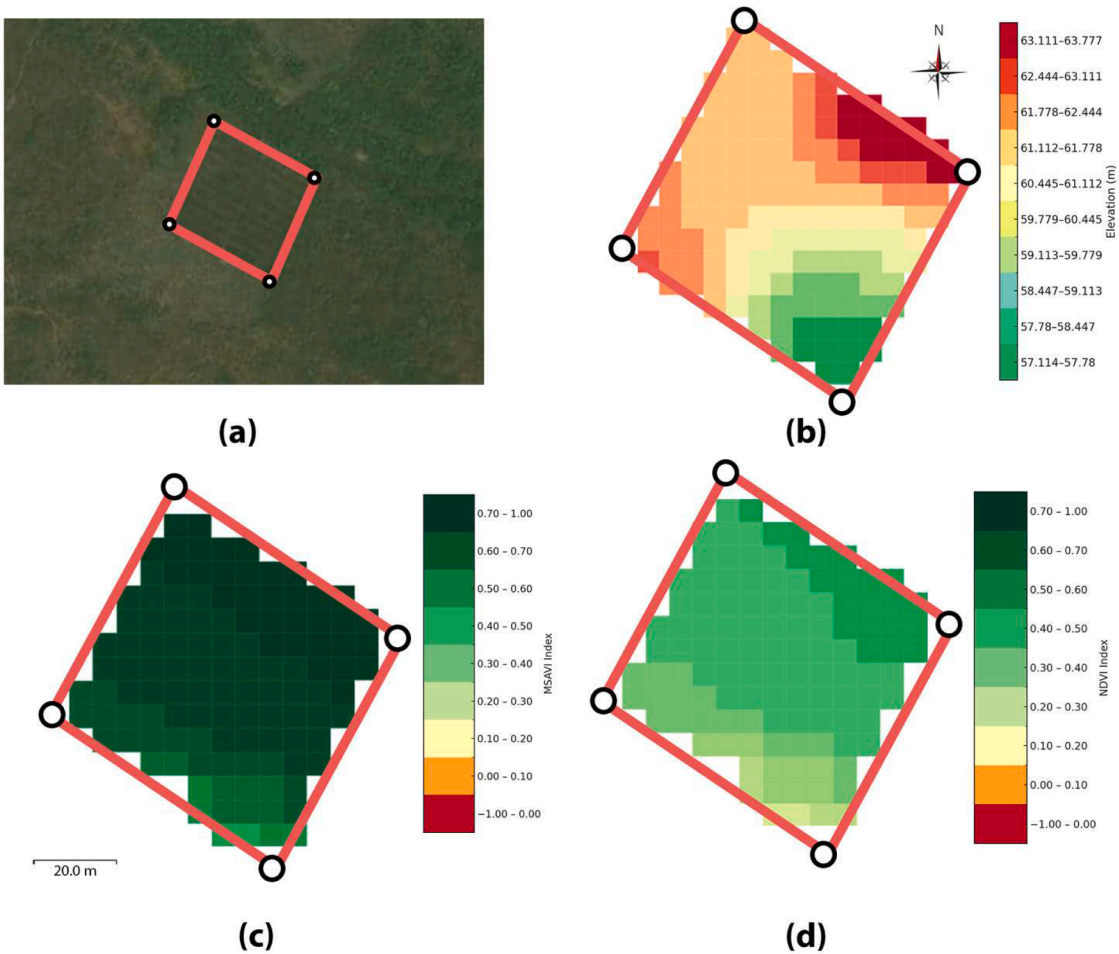 N
63.111–63.777
62.444–63.111
61.778–62.444
61.112–61.778
60.445–61.112
59.779–60.445
59.113–59.779
58.447–59.113
57.78–58.447
57.114–57.78
Elevation (m)
(a)
(b)
0.70 – 1.00
0.60 – 0.70
0.50 – 0.60
0.40 – 0.50
0.30 – 0.40
0.20 – 0.30
0.10 – 0.20
0.00 – 0.10
−1.00 – 0.00
MSAVI Index
20.0 m
0.70 – 1.00
0.60 – 0.70
0.50 – 0.60
0.40 – 0.50
0.30 – 0.40
0.20 – 0.30
0.10 – 0.20
0.00 – 0.10
−1.00 – 0.00
NDVI Index
(c)
(d)